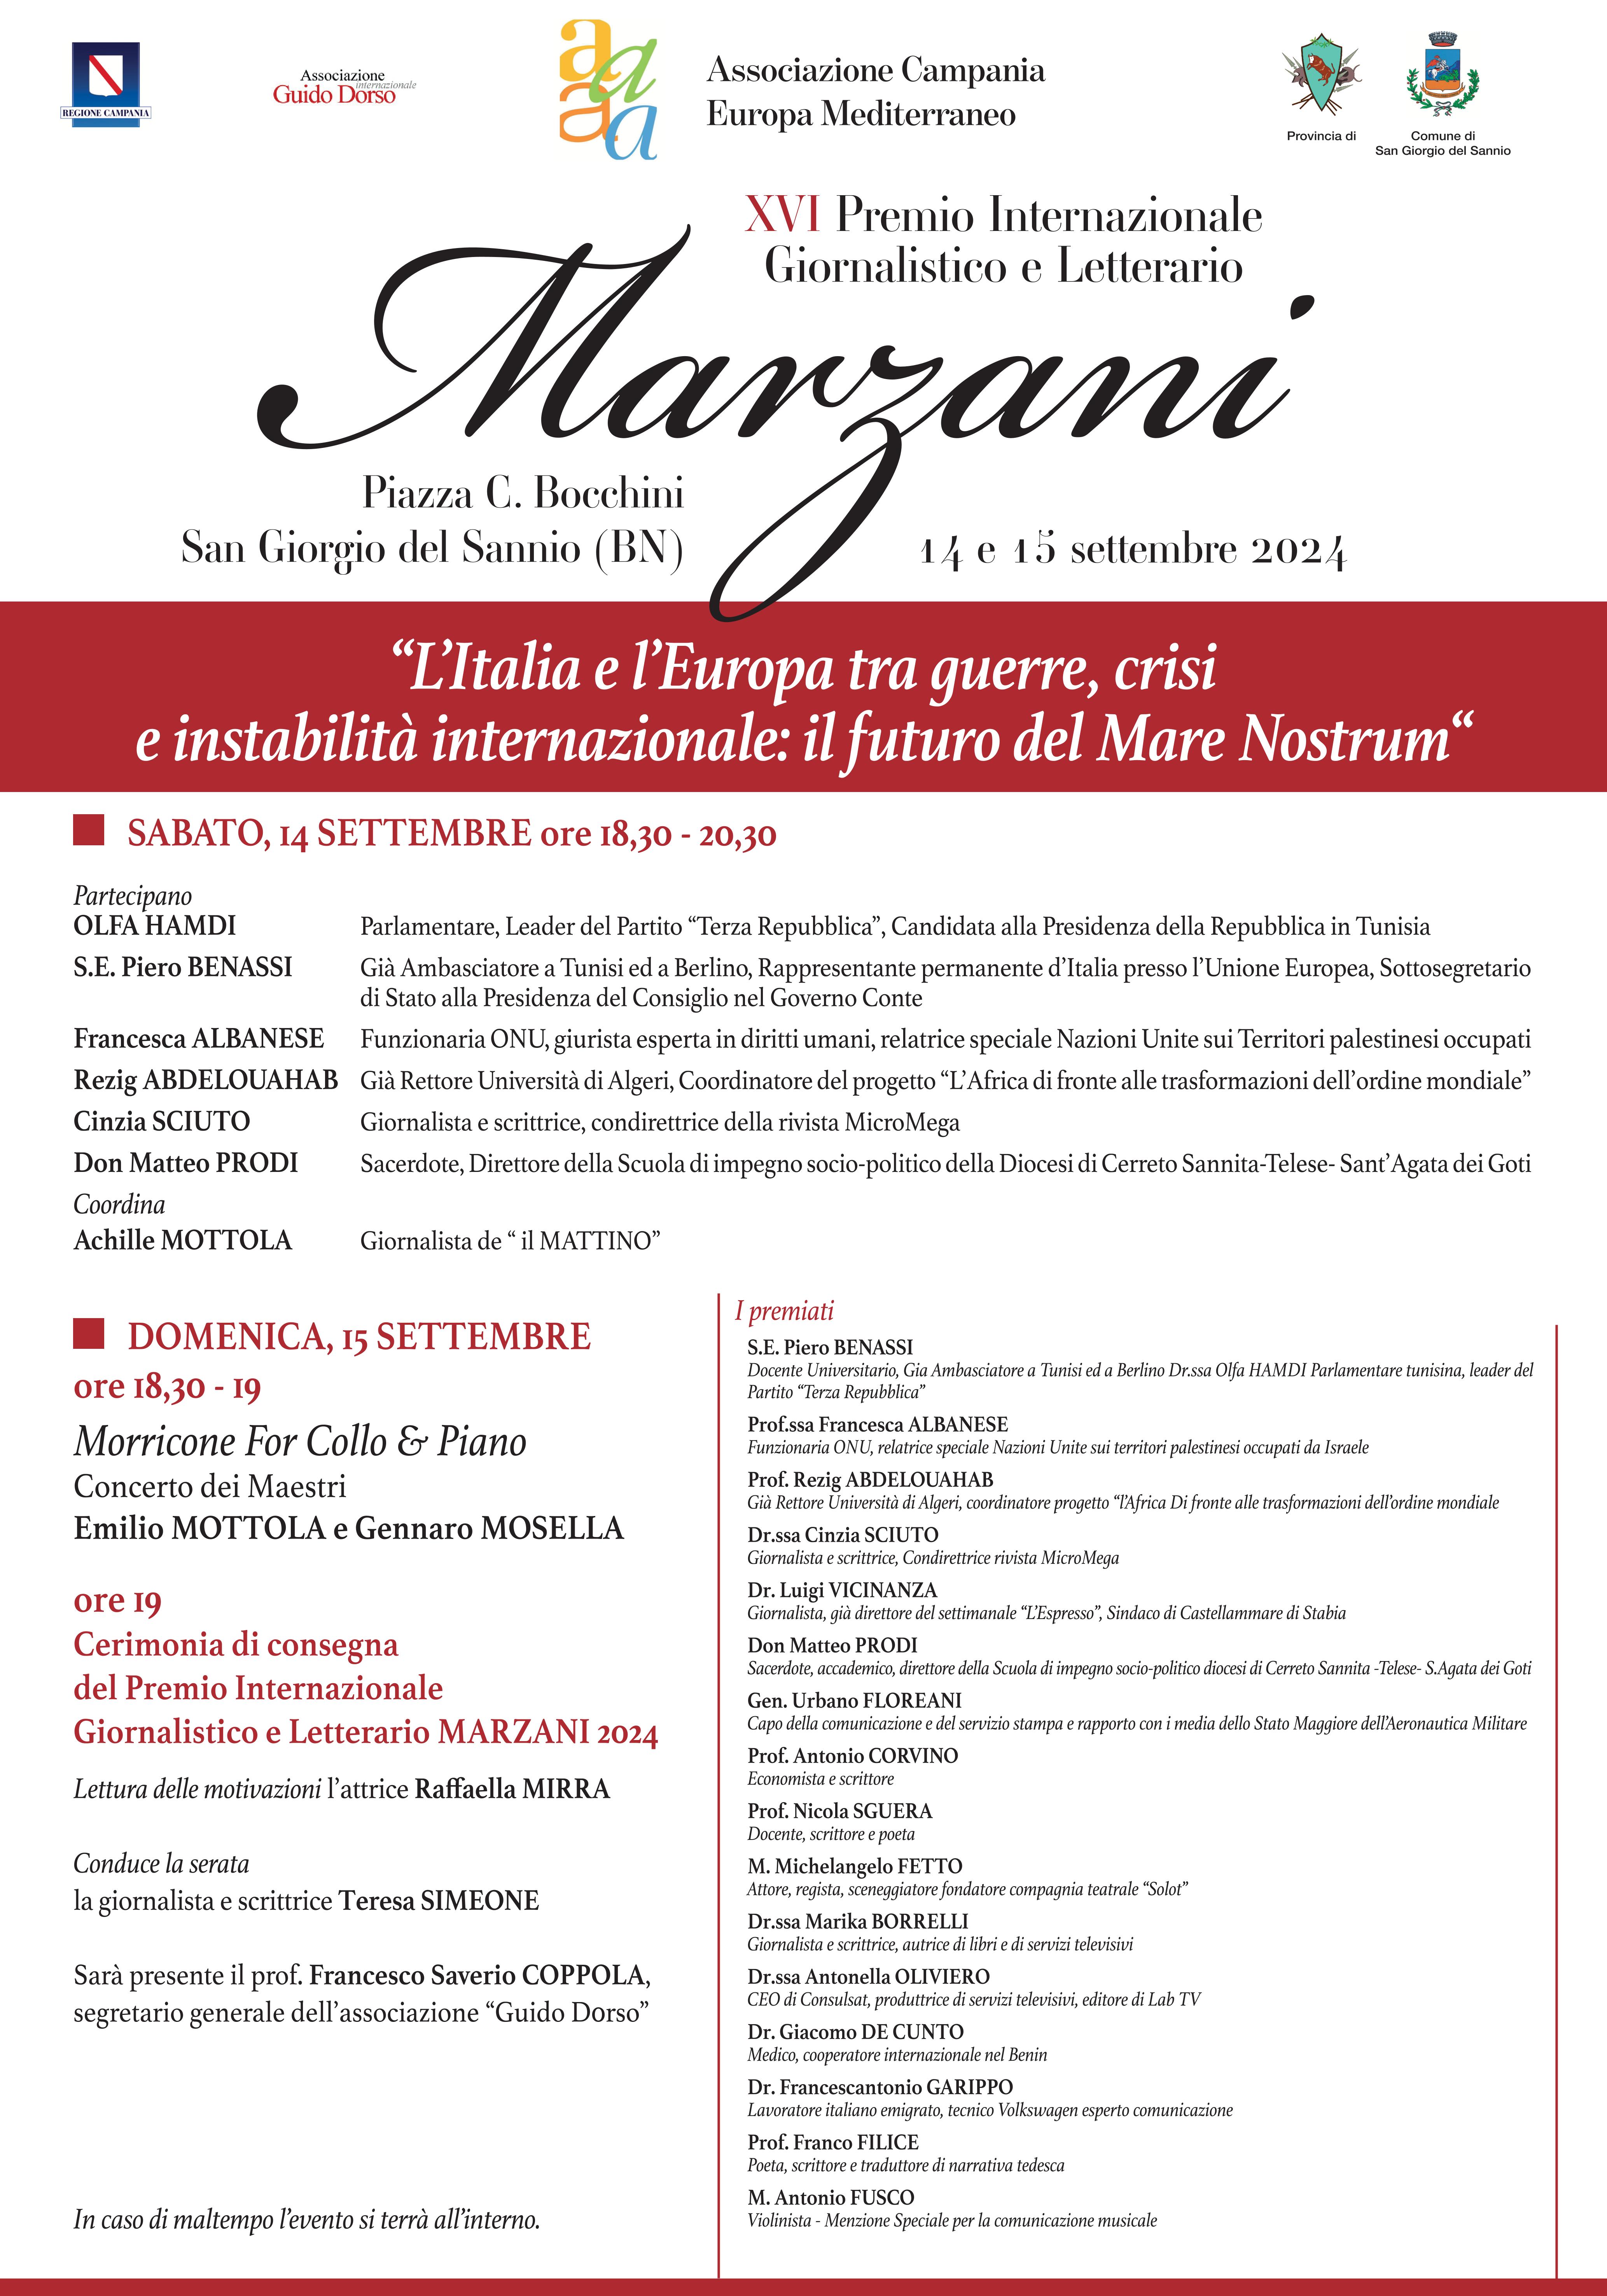 REGIONE CAMPANIA
Associazione
internazionale
Guido Dorso
a a a a
Associazione Campania
Europa Mediterraneo
Provincia di
Comune di
San Giorgio del Sannio
XVI Premio Internazionale
Giornalistico e Letterario
Marzani
Piazza C. Bocchini
San Giorgio del Sannio (BN)
14 e 15 settembre 2024
“L’Italia e l’Europa tra guerre, crisi
e instabilità internazionale: il futuro del Mare Nostrum“
SABATO, 14 SETTEMBRE ore 18,30 - 20,30
Partecipano
OLFA HAMDI Parlamentare, Leader del Partito “Terza Repubblica”, Candidata alla Presidenza della Repubblica in Tunisia
S.E. Piero BENASSI Già Ambasciatore a Tunisi ed a Berlino, Rappresentante permanente d’Italia presso l’Unione Europea, Sottosegretario
di Stato alla Presidenza del Consiglio nel Governo Conte
Francesca ALBANESE Funzionaria ONU, giurista esperta in diritti umani, relatrice speciale Nazioni Unite sui Territori palestinesi occupati
Rezig ABDELOUAHAB Già Rettore Università di Algeri, Coordinatore del progetto “L’Africa di fronte alle trasformazioni dell’ordine mondiale”
Cinzia SCIUTO Giornalista e scrittrice, condirettrice della rivista MicroMega
Don Matteo PRODI Sacerdote, Direttore della Scuola di impegno socio-politico della Diocesi di Cerreto Sannita-Telese- Sant’Agata dei Goti
Coordina
Achille MOTTOLA Giornalista de “ il MATTINO”
DOMENICA, 15 SETTEMBRE
ore 18,30 - 19
Morricone For Collo & Piano
Concerto dei Maestri
Emilio MOTTOLA e Gennaro MOSELLA
ore 19
Cerimonia di consegna
del Premio Internazionale
Giornalistico e Letterario MARZANI 2024
Lettura delle motivazioni l’attrice Raffaella MIRRA
Conduce la serata
la giornalista e scrittrice Teresa SIMEONE
Sarà presente il prof. Francesco Saverio COPPOLA,
segretario generale dell’associazione “Guido Dorso”
In caso di maltempo l’evento si terrà all’interno.
I premiati
S.E. Piero BENASSI
Docente Universitario, Gia Ambasciatore a Tunisi ed a Berlino Dr.ssa Olfa HAMDI Parlamentare tunisina, leader del
Partito “Terza Repubblica”
Prof.ssa Francesca ALBANESE
Funzionaria ONU, relatrice speciale Nazioni Unite sui territori palestinesi occupati da Israele
Prof. Rezig ABDELOUAHAB
Già Rettore Università di Algeri, coordinatore progetto “l’Africa Di fronte alle trasformazioni dell’ordine mondiale
Dr.ssa Cinzia SCIUTO
Giornalista e scrittrice, Condirettrice rivista MicroMega
Dr. Luigi VICINANZA
Giornalista, già direttore del settimanale “L’Espresso”, Sindaco di Castellammare di Stabia
Don Matteo PRODI
Sacerdote, accademico, direttore della Scuola di impegno socio-politico diocesi di Cerreto Sannita -Telese- S.Agata dei Goti
Gen. Urbano FLOREANI
Capo della comunicazione e del servizio stampa e rapporto con i media dello Stato Maggiore dell’Aeronautica Militare
Prof. Antonio CORVINO
Economista e scrittore
Prof. Nicola SGUERA
Docente, scrittore e poeta
M. Michelangelo FETTO
Attore, regista, sceneggiatore fondatore compagnia teatrale “Solot”
Dr.ssa Marika BORRELLI
Giornalista e scrittrice, autrice di libri e di servizi televisivi
Dr.ssa Antonella OLIVIERO
CEO di Consulsat, produttrice di servizi televisivi, editore di Lab TV
Dr. Giacomo DE CUNTO
Medico, cooperatore internazionale nel Benin
Dr. Francescantonio GARIPPO
Lavoratore italiano emigrato, tecnico Volkswagen esperto comunicazione
Prof. Franco FILICE
Poeta, scrittore e traduttore di narrativa tedesca
M. Antonio FUSCO
Violinista - Menzione Speciale per la comunicazione musicale